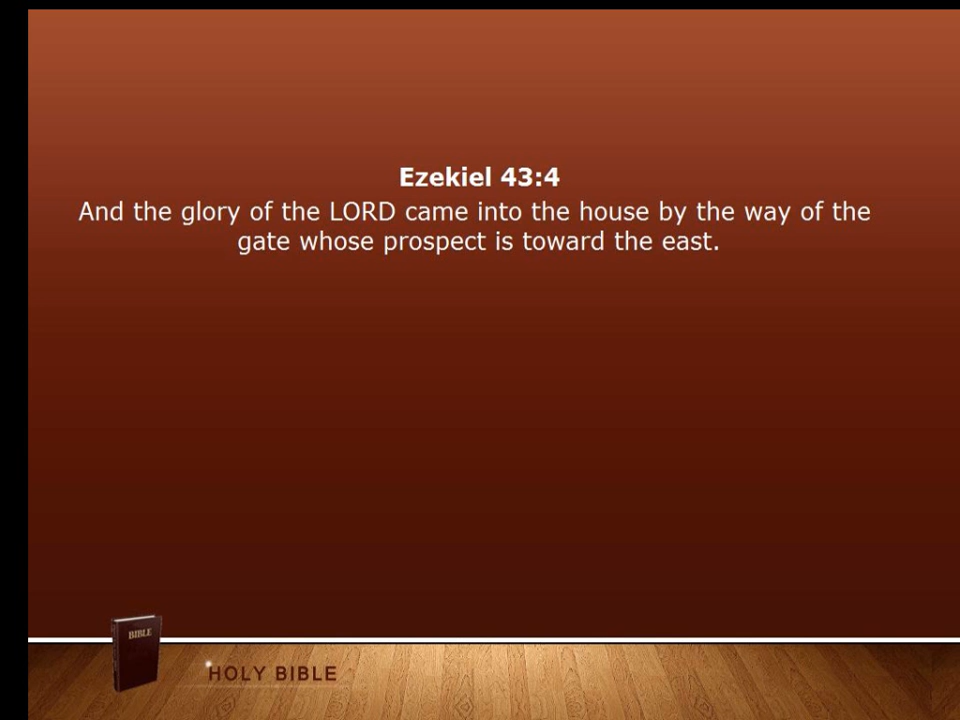 Ezekiel 43:4
And the glory of the LORD came into the house by the way of the
gate whose prospect is toward the east.
BIBLE
HOLY BIBLE